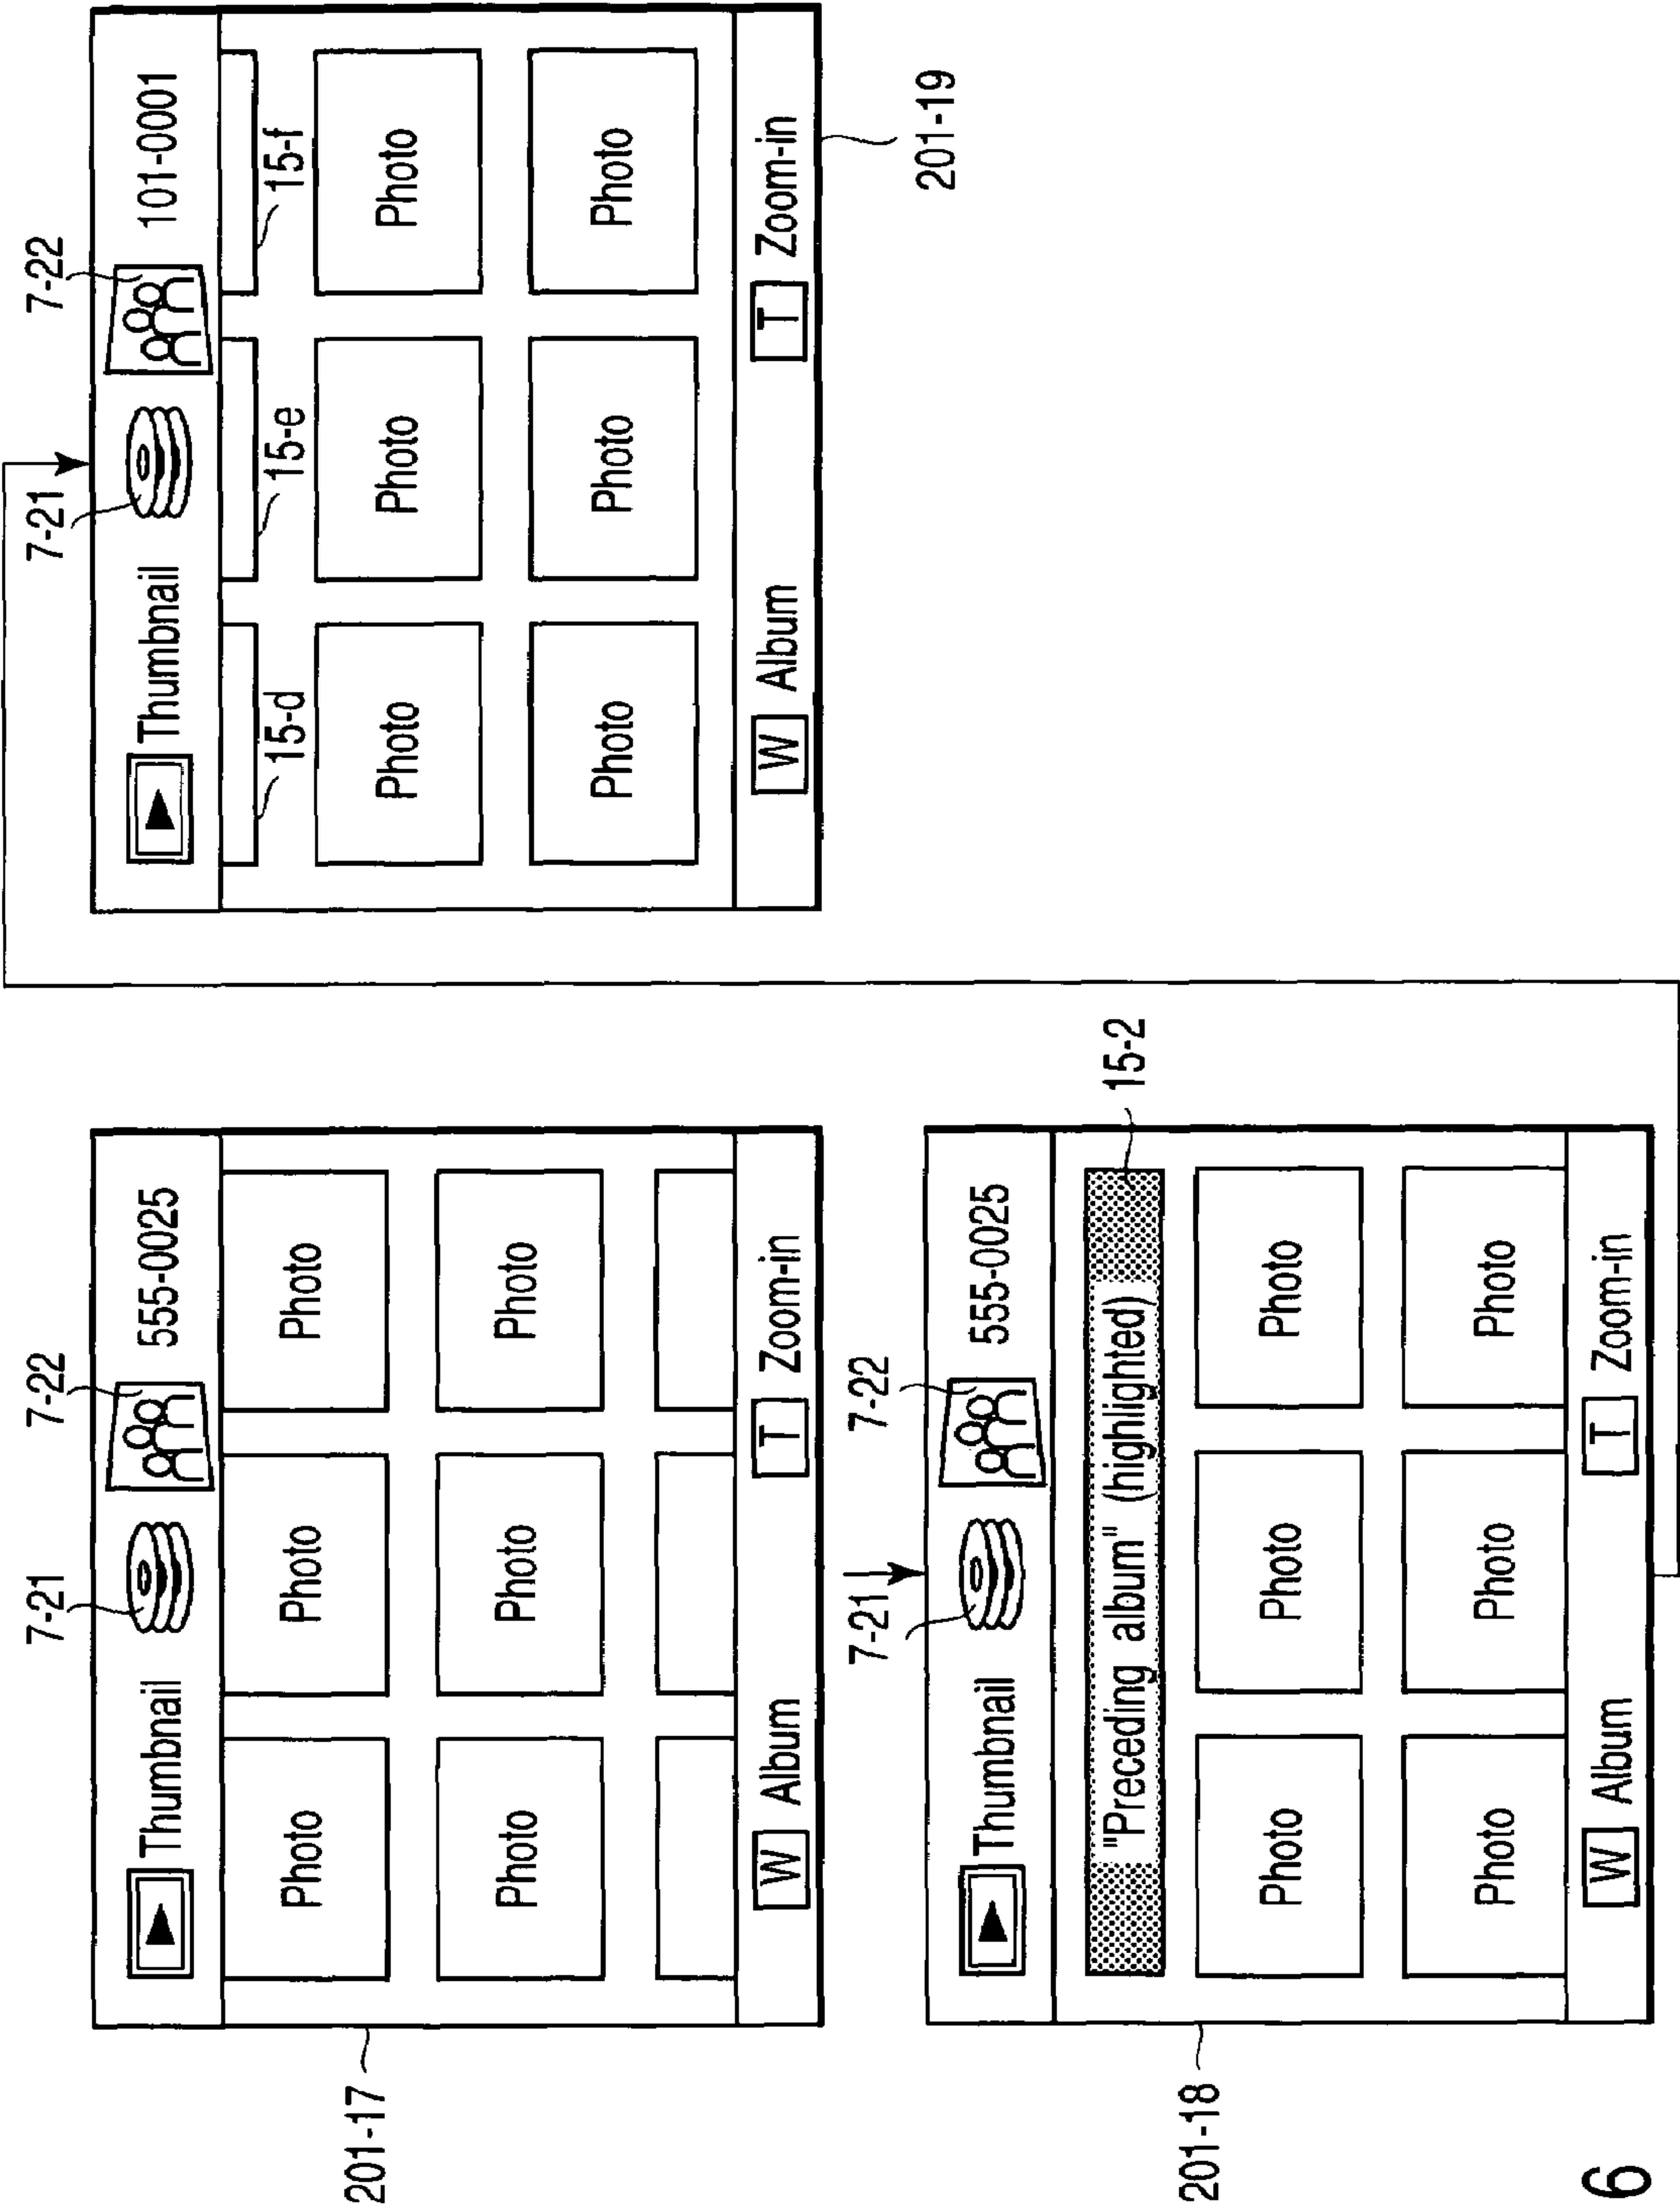 7-21 7-22
Thumbnail 555-0025
Photo Photo Photo
Photo Photo Photo
W Album T Zoom-in
201-17
7-21 7-22
Thumbnail 555-0025
15-2
"Preceding album" (highlighted)
Photo Photo Photo
Photo Photo Photo
W Album T Zoom-in
201-18
7-21 7-22
Thumbnail 101-0001
15-d 15-e 15-f
Photo Photo Photo
Photo Photo Photo
W Album T Zoom-in
201-19
6